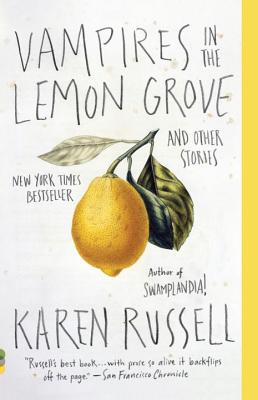 VAMPIRES IN THE
LEMON GROVE
AND OTHER
STORIES
NEW YORK TIMES
BESTSELLER
Author of
SWAMPLANDIA!
KAREN RUSSELL
"Russell's best book...with prose so alive it backflips
off the page." —SAN FRANCISCO CHRONICLE